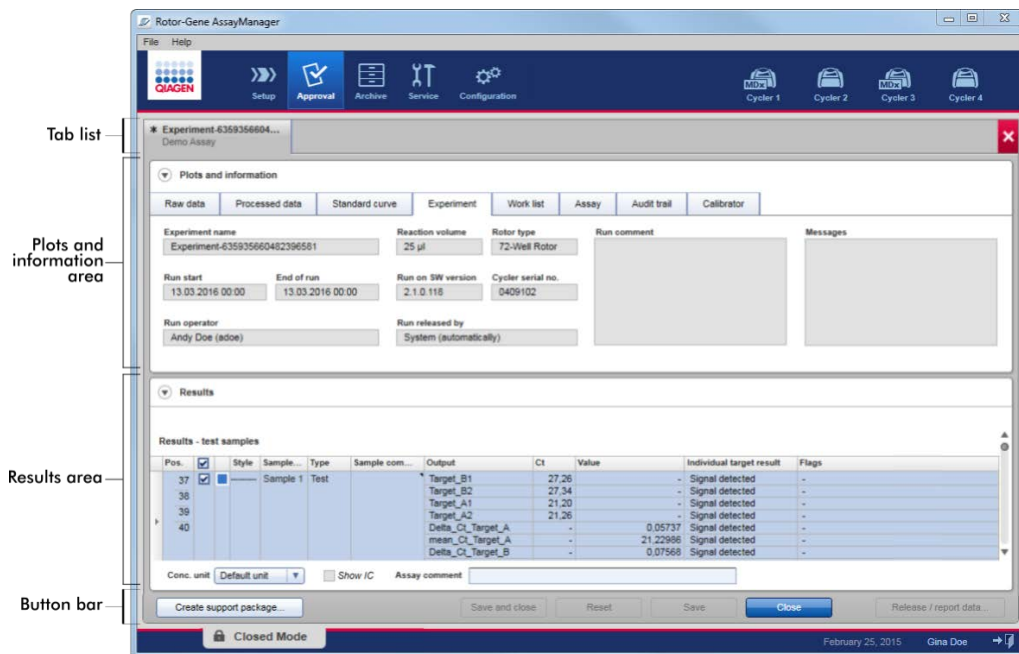 Rotor-Gene AssayManager
File Help
QIAGEN
Setup Approval Archive Service Configuration
MDx MDx
Cycler 1 Cycler 2 Cycler 3 Cycler 4
Tab list
* Experiment-6359356604...
Demo Assay
Plots and information area
Plots and information
Raw data Processed data Standard curve Experiment Work list Assay Audit trail Calibrator
Experiment name Reaction volume Rotor type Run comment Messages
Experiment-635935660482396581 25 µl 72-Well Rotor
Run start End of run Run on SW version Cycler serial no.
13.03.2016 00:00 13.03.2016 00:00 2.1.0.116 0409102
Run operator Run released by
Andy Doe (adoe) System (automatically)
Results area
Results
Results - test samples
Pos. Style Sample... Type Sample com... Output Ct Value Individual target result Flags
37 Sample 1 Test Target_B1 27,26 - Signal detected -
38 Target_B2 27,34 - Signal detected -
39 Target_A1 21,20 - Signal detected -
40 Target_A2 21,26 - Signal detected -
Delta_Ct_Target_A - 0,05737 Signal detected -
mean_Ct_Target_A - 21,22986 Signal detected -
Delta_Ct_Target_B - 0,07568 Signal detected -
Conc. unit Default unit Show IC Assay comment
Button bar
Create support package... Save and close Reset Save Close Release / report data...
Closed Mode
February 25, 2015 Gina Doe